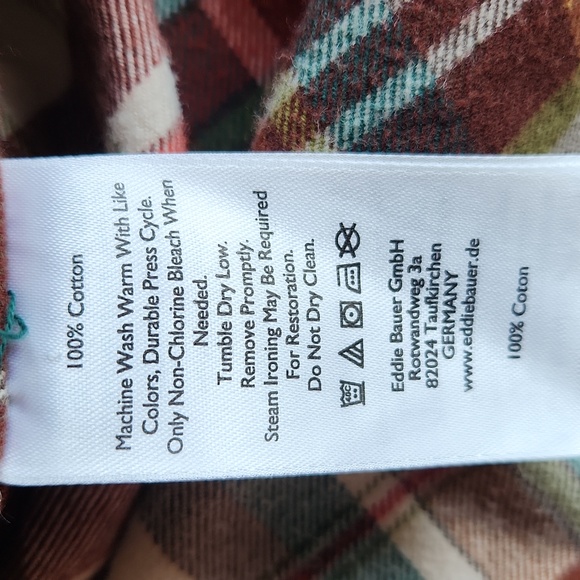 100% Cotton
Machine Wash Warm With Like
Colors, Durable Press Cycle.
Only Non-Chlorine Bleach When
Needed.
Tumble Dry Low.
Remove Promptly.
Steam Ironing May Be Required
For Restoration.
Do Not Dry Clean.
40C
Eddie Bauer GmbH
Rotwandweg 3a
82024 Taufkirchen
GERMANY
www.eddiebauer.de
100% Coton